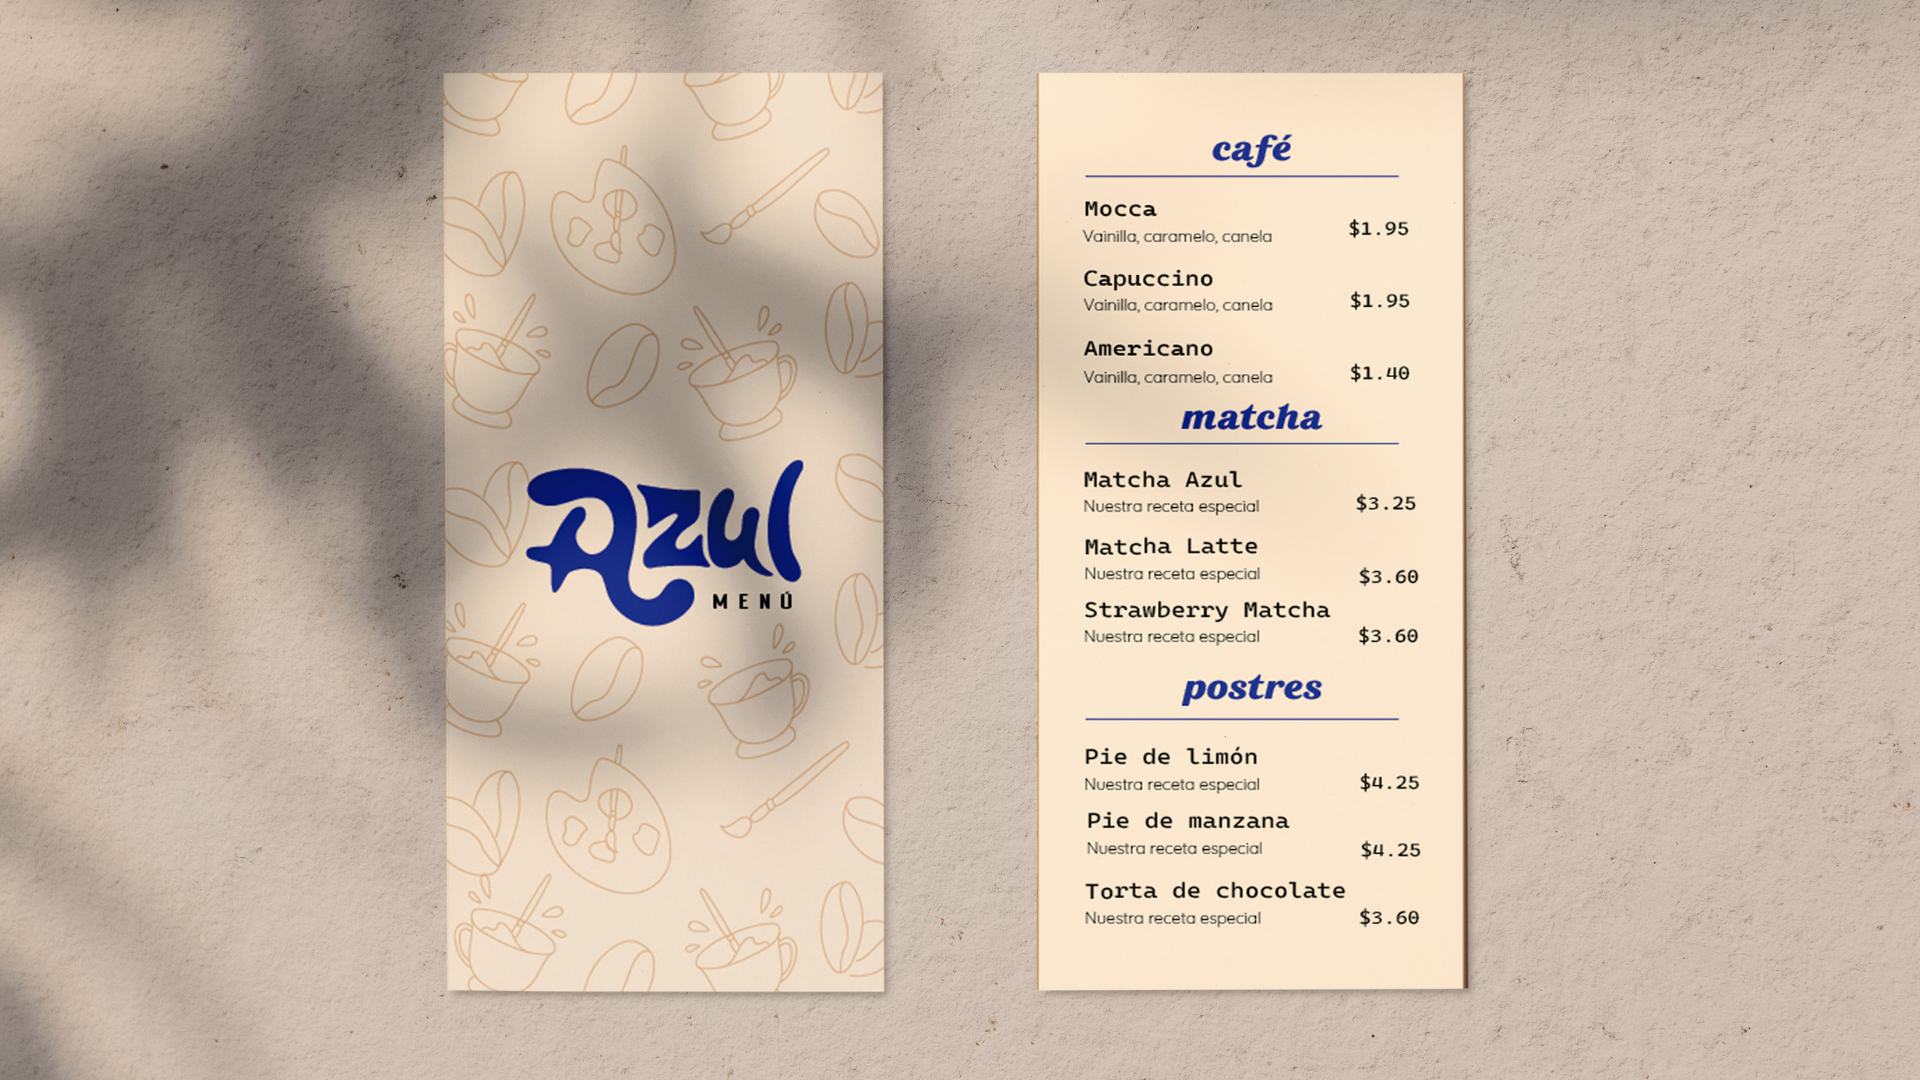 Azul
MENÚ
café
Mocca
Vainilla, caramelo, canela
$1.95
Capuccino
Vainilla, caramelo, canela
$1.95
Americano
Vainilla, caramelo, canela
$1.40
matcha
Matcha Azul
Nuestra receta especial
$3.25
Matcha Latte
Nuestra receta especial
$3.60
Strawberry Matcha
Nuestra receta especial
$3.60
postres
Pie de limón
Nuestra receta especial
$4.25
Pie de manzana
Nuestra receta especial
$4.25
Torta de chocolate
Nuestra receta especial
$3.60